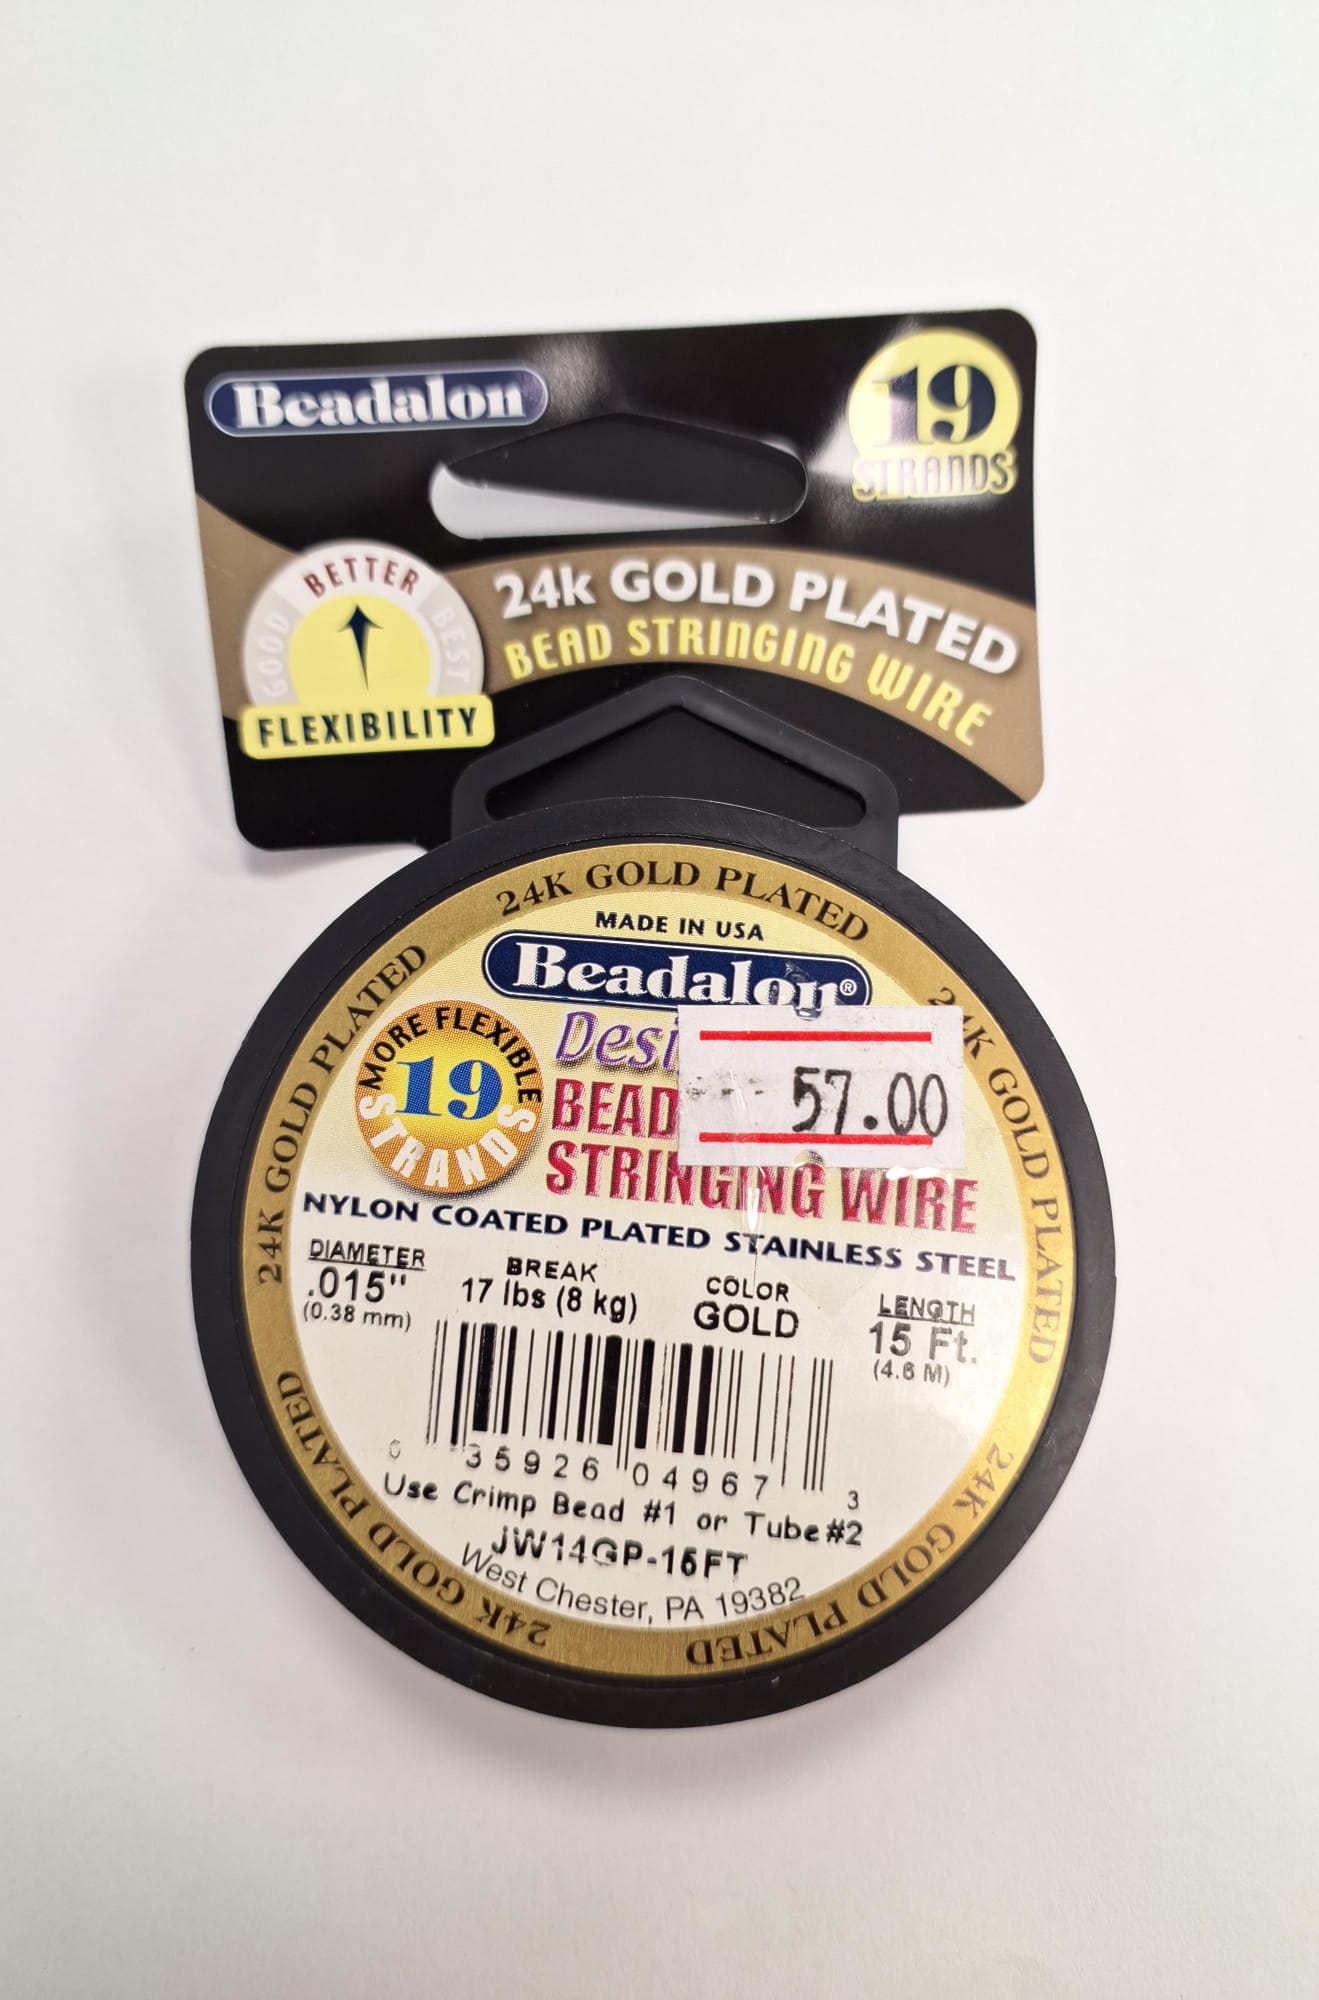 Beadalon
19
STRANDS
BETTER
GOOD
BEST
FLEXIBILITY
24k GOLD PLATED
BEAD STRINGING WIRE
24K GOLD PLATED
24K GOLD PLATED
24K GOLD PLATED
24K GOLD PLATED
24K GOLD PLATED
MADE IN USA
Beadalon®
MORE FLEXIBLE
19
STRANDS
57.00
BEAD
STRINGING WIRE
NYLON COATED PLATED STAINLESS STEEL
DIAMETER
.015"
(0.38 mm)
BREAK
17 lbs (8 kg)
COLOR
GOLD
LENGTH
15 Ft.
(4.6 M)
0 35926 04967 3
Use Crimp Bead #1 or Tube #2
JW14GP-15FT
West Chester, PA 19382